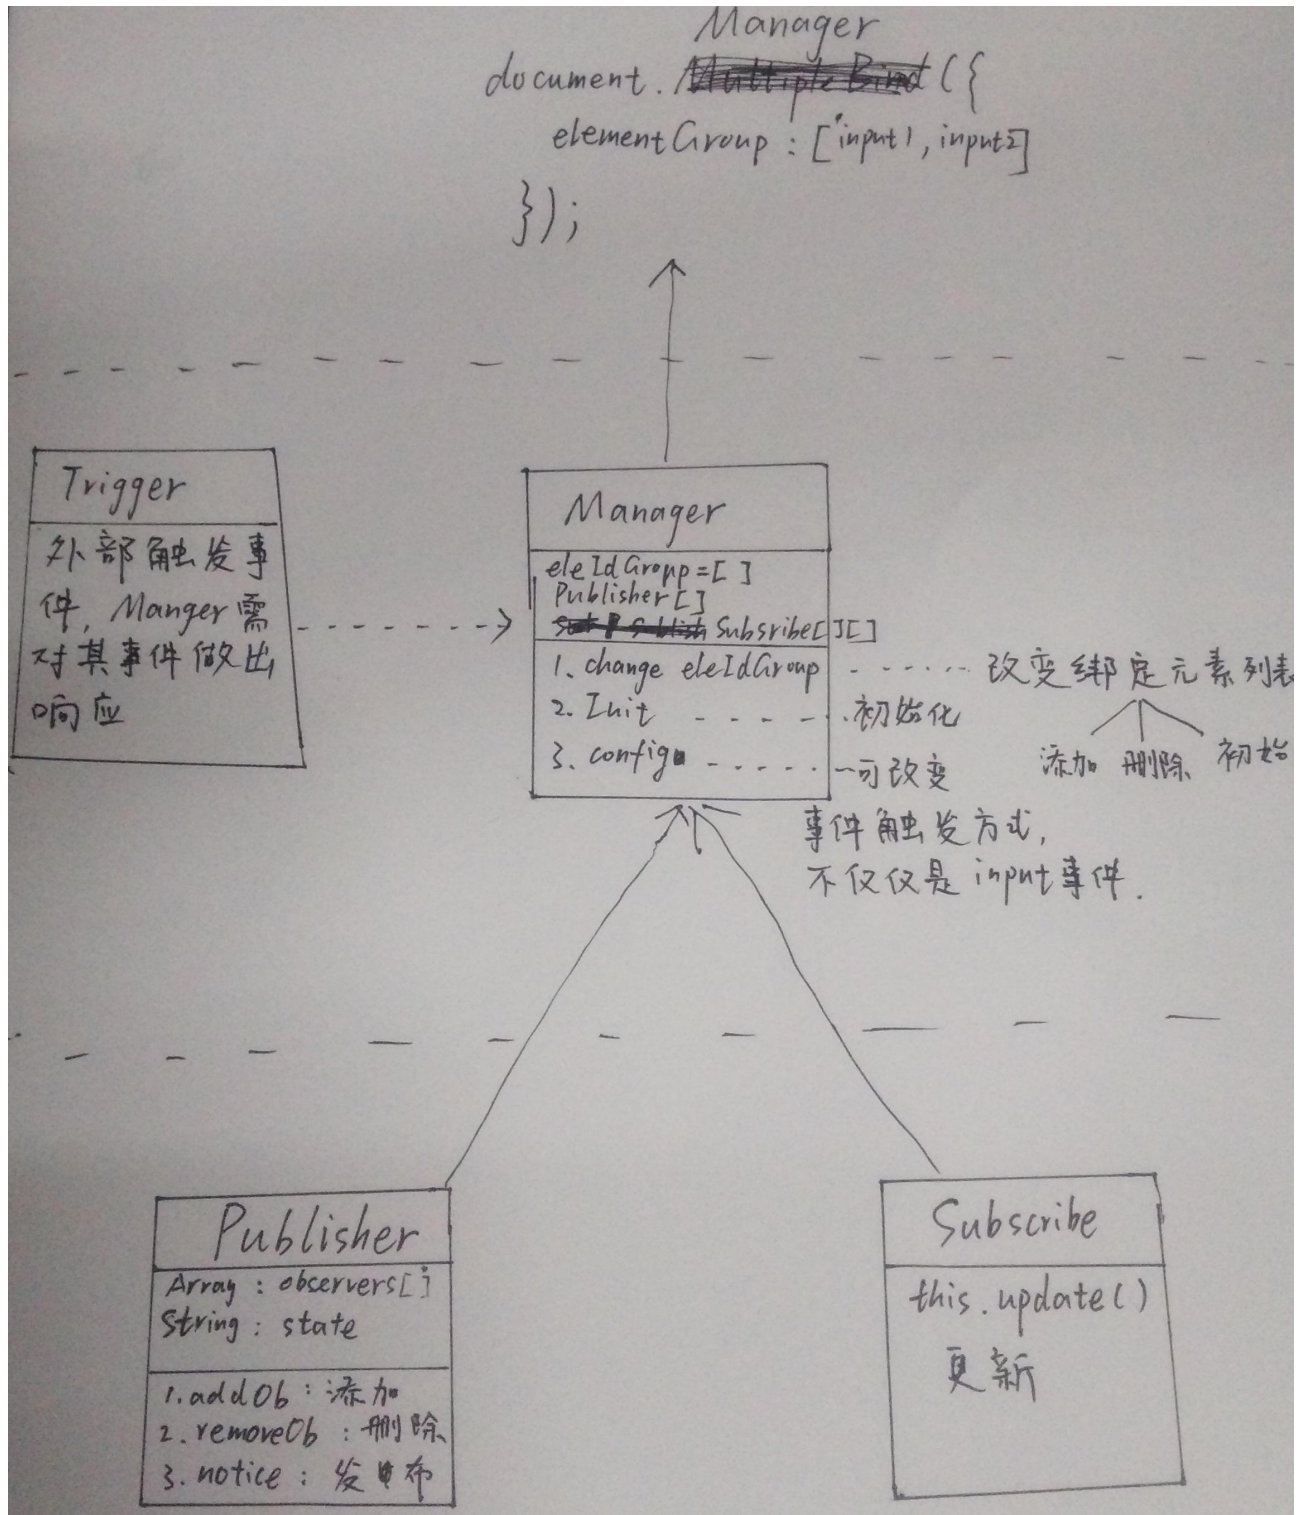 Manager
document. Multiple Bind ({
elementGroup : [input1, input2]
});
Trigger
外部触发事
件, Manger需
对其事件做出
响应
Manager
eleIdGroup=[ ]
Publisher[]
Subsribe[][]
1. change eleIdGroup
改变绑定元素列表
2. Init
初始化
3. config
可改变
添加 删除 初始
事件触发方式,
不仅仅是input事件.
Publisher
Array : observers[]
String : state
1. addOb : 添加
2. removeOb : 删除
3. notice : 发布
Subscribe
this.update()
更新